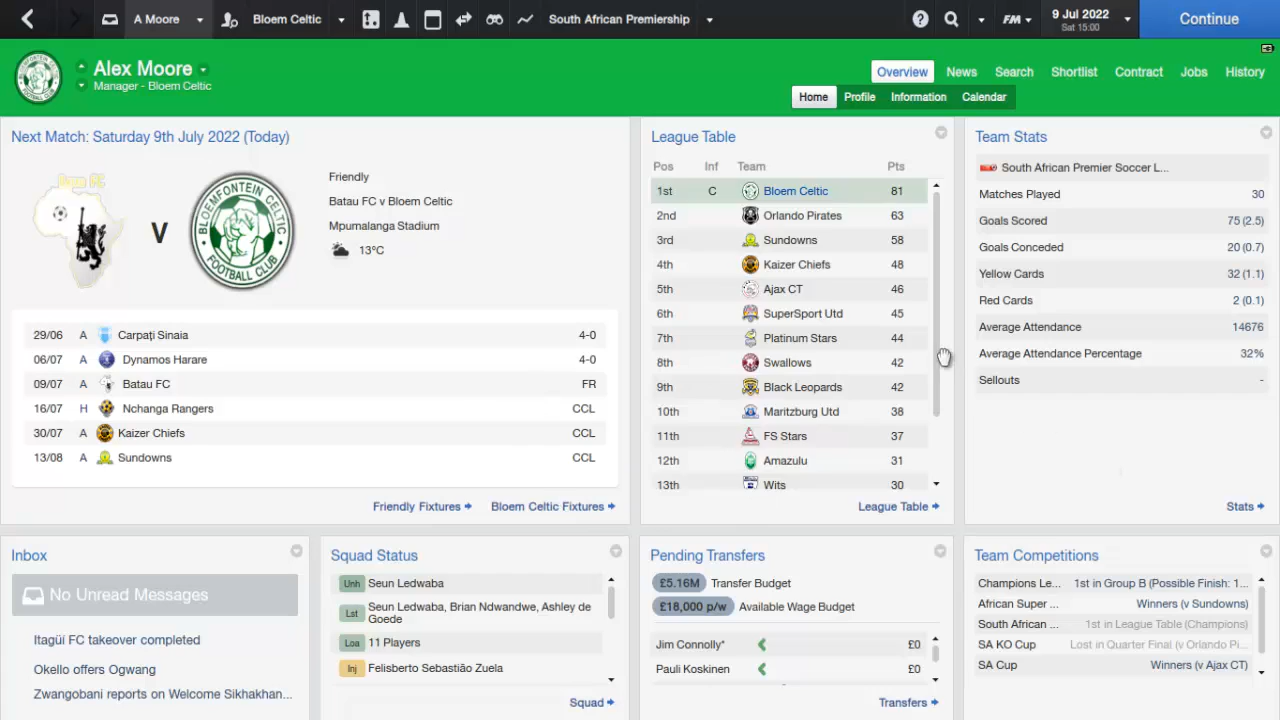 A Moore
Bloem Celtic
South African Premiership
FM
9 Jul 2022
Sat 15:00
Continue
Alex Moore
Manager - Bloem Celtic
Overview News Search Shortlist Contract Jobs History
Home Profile Information Calendar
Next Match: Saturday 9th July 2022 (Today)
V
BLOEMFONTEIN CELTIC
FOOTBALL CLUB
Friendly
Batau FC v Bloem Celtic
Mpumalanga Stadium
13°C
29/06 A Carpați Sinaia 4-0
06/07 A Dynamos Harare 4-0
09/07 A Batau FC FR
16/07 H Nchanga Rangers CCL
30/07 A Kaizer Chiefs CCL
13/08 A Sundowns CCL
Friendly Fixtures
Bloem Celtic Fixtures
League Table
Pos Inf Team Pts
1st C Bloem Celtic 81
2nd Orlando Pirates 63
3rd Sundowns 58
4th Kaizer Chiefs 48
5th Ajax CT 46
6th SuperSport Utd 45
7th Platinum Stars 44
8th Swallows 42
9th Black Leopards 42
10th Maritzburg Utd 38
11th FS Stars 37
12th Amazulu 31
13th Wits 30
League Table
Team Stats
South African Premier Soccer L...
Matches Played 30
Goals Scored 75 (2.5)
Goals Conceded 20 (0.7)
Yellow Cards 32 (1.1)
Red Cards 2 (0.1)
Average Attendance 14676
Average Attendance Percentage 32%
Sellouts -
Stats
Inbox
No Unread Messages
Itagüí FC takeover completed
Okello offers Ogwang
Zwangobani reports on Welcome Sikhakhan...
Squad Status
Unh Seun Ledwaba
Lst Seun Ledwaba, Brian Ndwandwe, Ashley de
Goede
Loa 11 Players
Inj Felisberto Sebastião Zuela
Squad
Pending Transfers
£5.16M Transfer Budget
£18,000 p/w Available Wage Budget
Jim Connolly* £0
Pauli Koskinen £0
Transfers
Team Competitions
Champions Le... 1st in Group B (Possible Finish: 1...
African Super ... Winners (v Sundowns)
South African ... 1st in League Table (Champions)
SA KO Cup Lost in Quarter Final (v Orlando Pi...
SA Cup Winners (v Ajax CT)